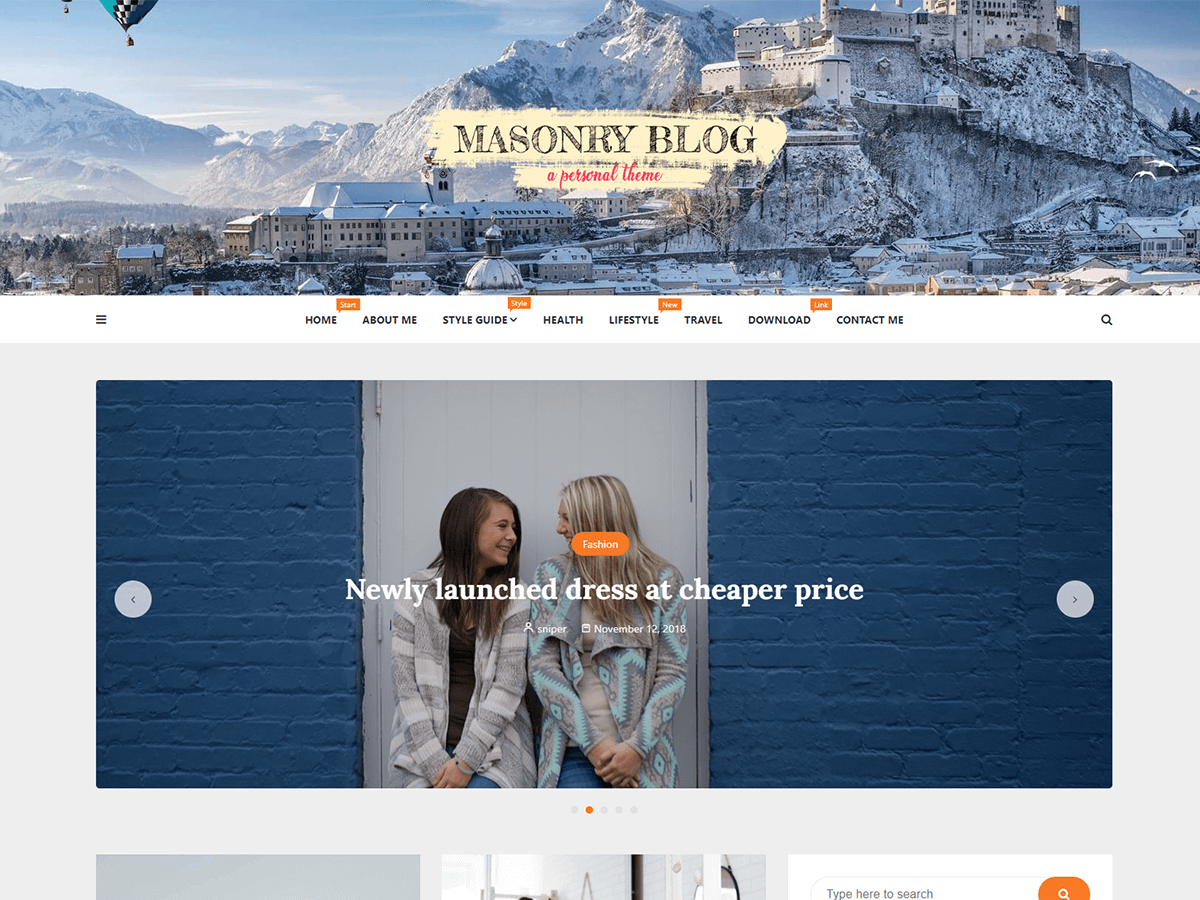 MASONRY BLOG
a personal theme
Start
Style
New
Link
HOME ABOUT ME STYLE GUIDE HEALTH LIFESTYLE TRAVEL DOWNLOAD CONTACT ME
Fashion
Newly launched dress at cheaper price
sniper November 12, 2018
Type here to search